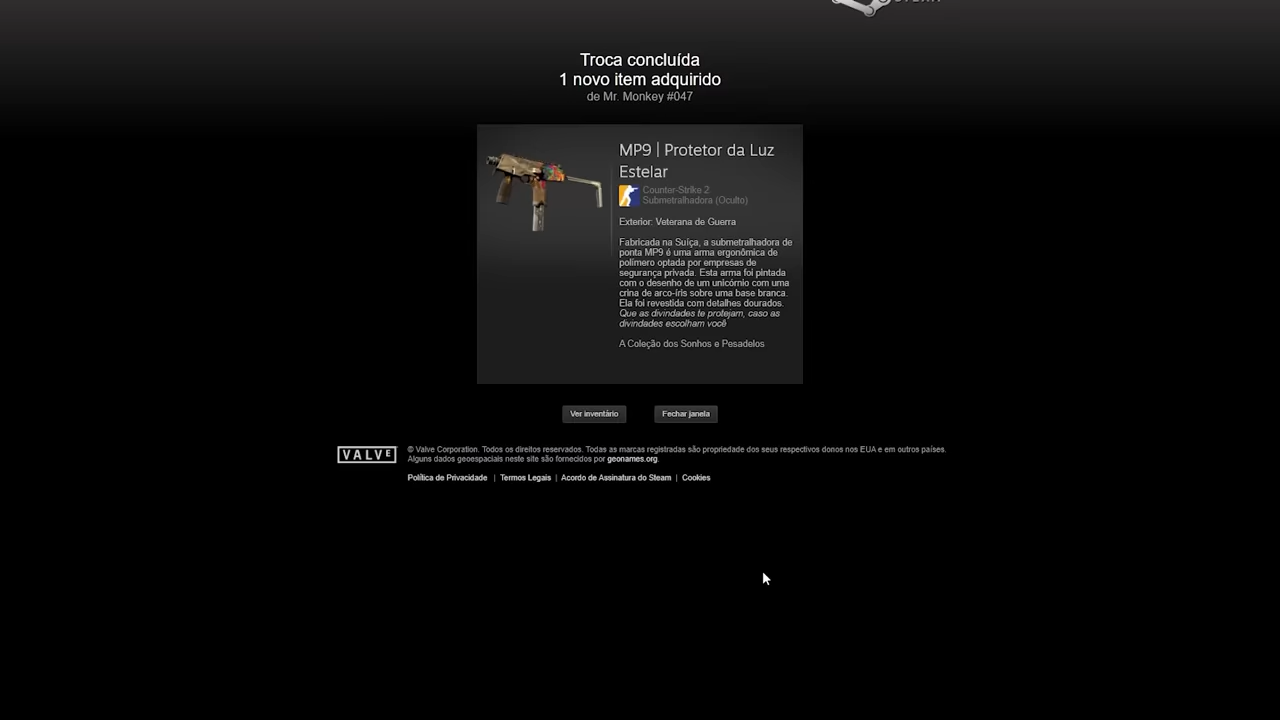 Troca concluída
1 novo item adquirido
de Mr. Monkey #047
MP9 | Protetor da Luz
Estelar
Counter-Strike 2
Submetralhadora (Oculto)
Exterior: Veterana de Guerra
Fabricada na Suíça, a submetralhadora de
ponta MP9 é uma arma ergonômica de
polímero optada por empresas de
segurança privada. Esta arma foi pintada
com o desenho de um unicórnio com uma
crina de arco-íris sobre uma base branca.
Ela foi revestida com detalhes dourados.
Que as divindades te protejam, caso as
divindades escolham você
A Coleção dos Sonhos e Pesadelos
Ver inventário
Fechar janela
VALVE
© Valve Corporation. Todos os direitos reservados. Todas as marcas registradas são propriedade dos seus respectivos donos nos EUA e em outros países.
Alguns dados geoespaciais neste site são fornecidos por geonames.org.
Política de Privacidade | Termos Legais | Acordo de Assinatura do Steam | Cookies